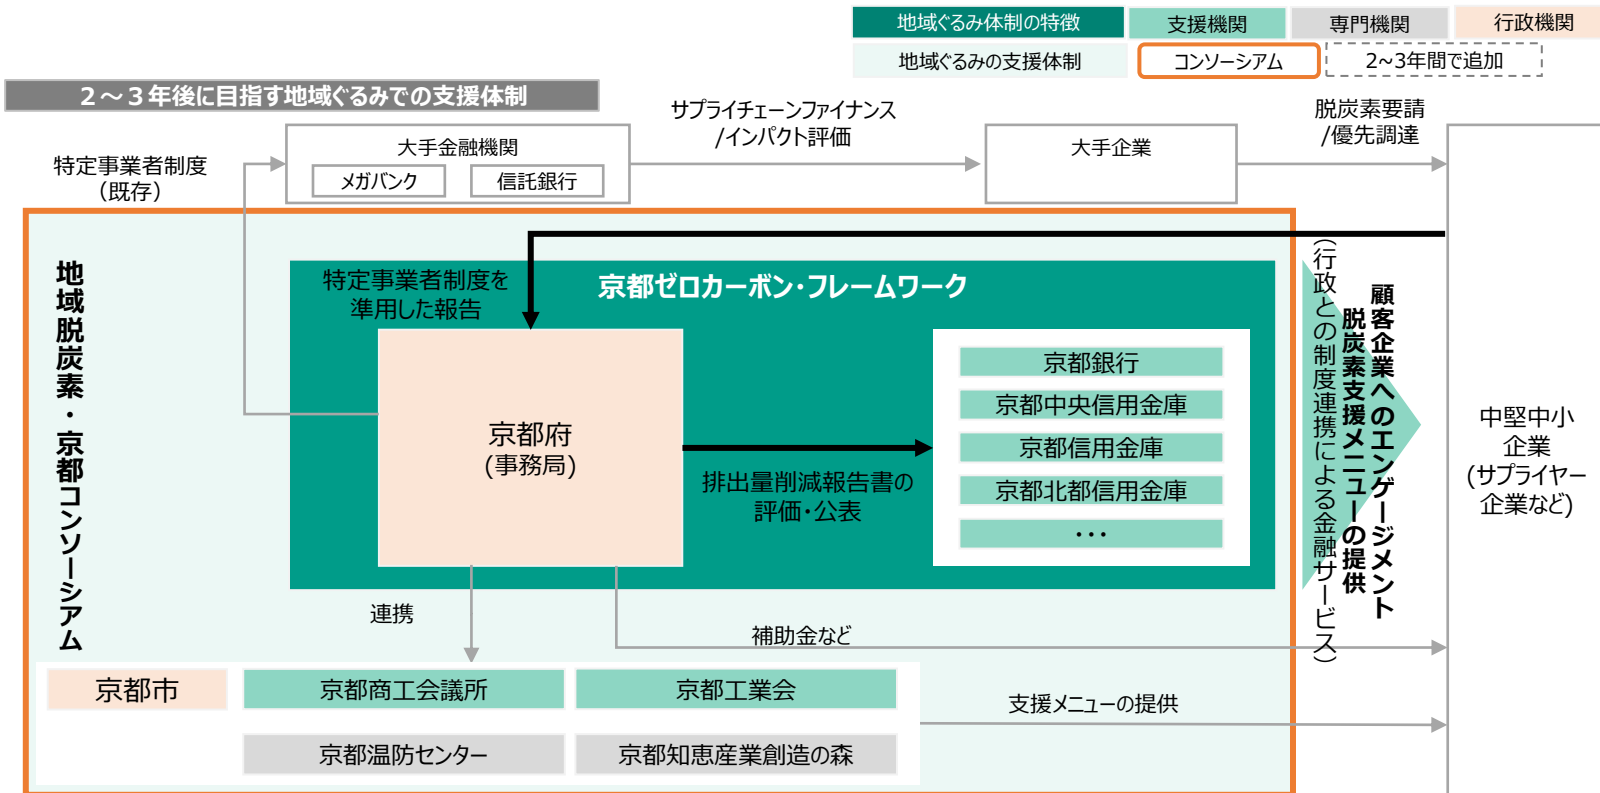 地域ぐるみ体制の特徴
支援機関
専門機関
行政機関
地域ぐるみの支援体制
コンソーシアム
2~3年間で追加
２～３年後に目指す地域ぐるみでの支援体制
特定事業者制度
(既存)
大手金融機関
メガバンク
信託銀行
サプライチェーンファイナンス
/インパクト評価
大手企業
脱炭素要請
/優先調達
地域脱炭素・京都コンソーシアム
特定事業者制度を
準用した報告
京都ゼロカーボン・フレームワーク
京都府
(事務局)
排出量削減報告書の
評価・公表
京都銀行
京都中央信用金庫
京都信用金庫
京都北都信用金庫
・・・
顧客企業へのエンゲージメント
脱炭素支援メニューの提供
（行政との制度連携による金融サービス）
中堅中小
企業
(サプライヤー
企業など)
連携
補助金など
京都市
京都商工会議所
京都工業会
京都温防センター
京都知恵産業創造の森
支援メニューの提供